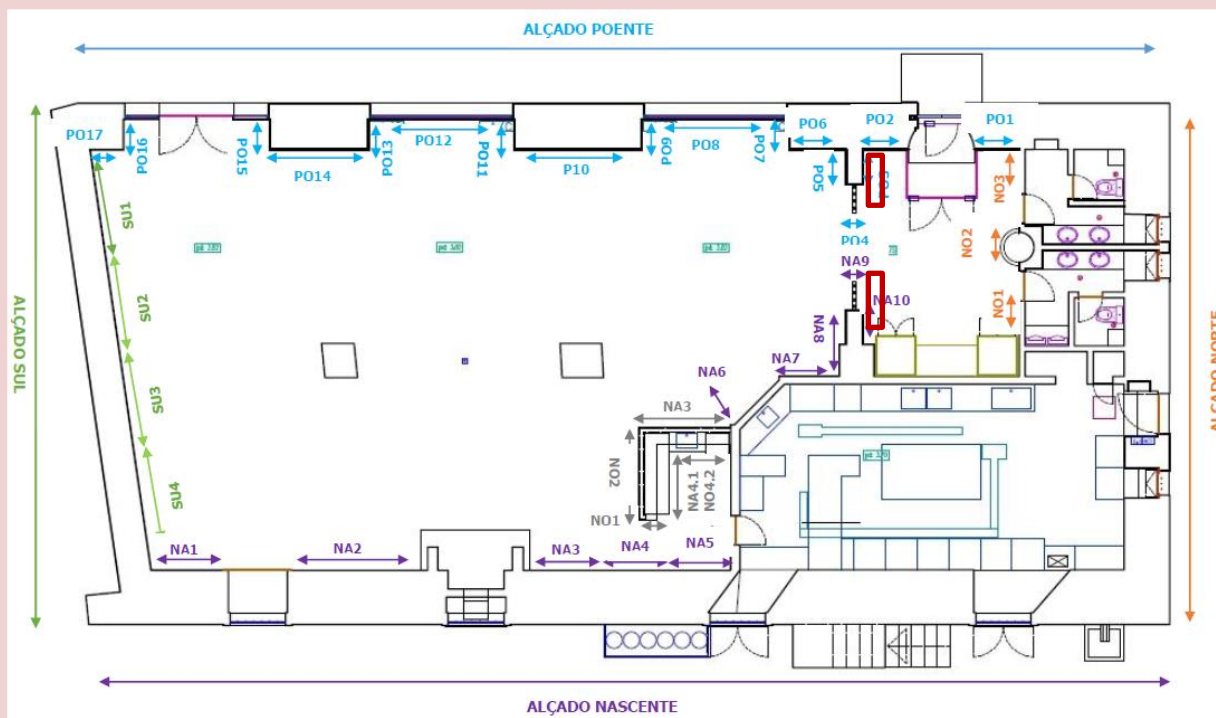 ALÇADO POENTE
PO17
PO16
PO15
PO14
PO13
PO12
PO11
P10
PO9
PO8
PO7
PO6
PO5
PO2
PO1
NO3
PO4
NO2
NA9
NA10
NO1
NA8
NA7
NA6
NA3
SU1
SU2
SU3
SU4
ALÇADO SUL
ALÇADO NORTE
NO2
NA4.1
NO4.2
NO1
NA1
NA2
NA3
NA4
NA5
ALÇADO NASCENTE